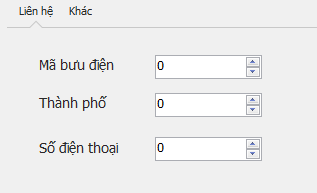 Liên hệ Khác
Mã bưu điện 0
Thành phố 0
Số điện thoại 0